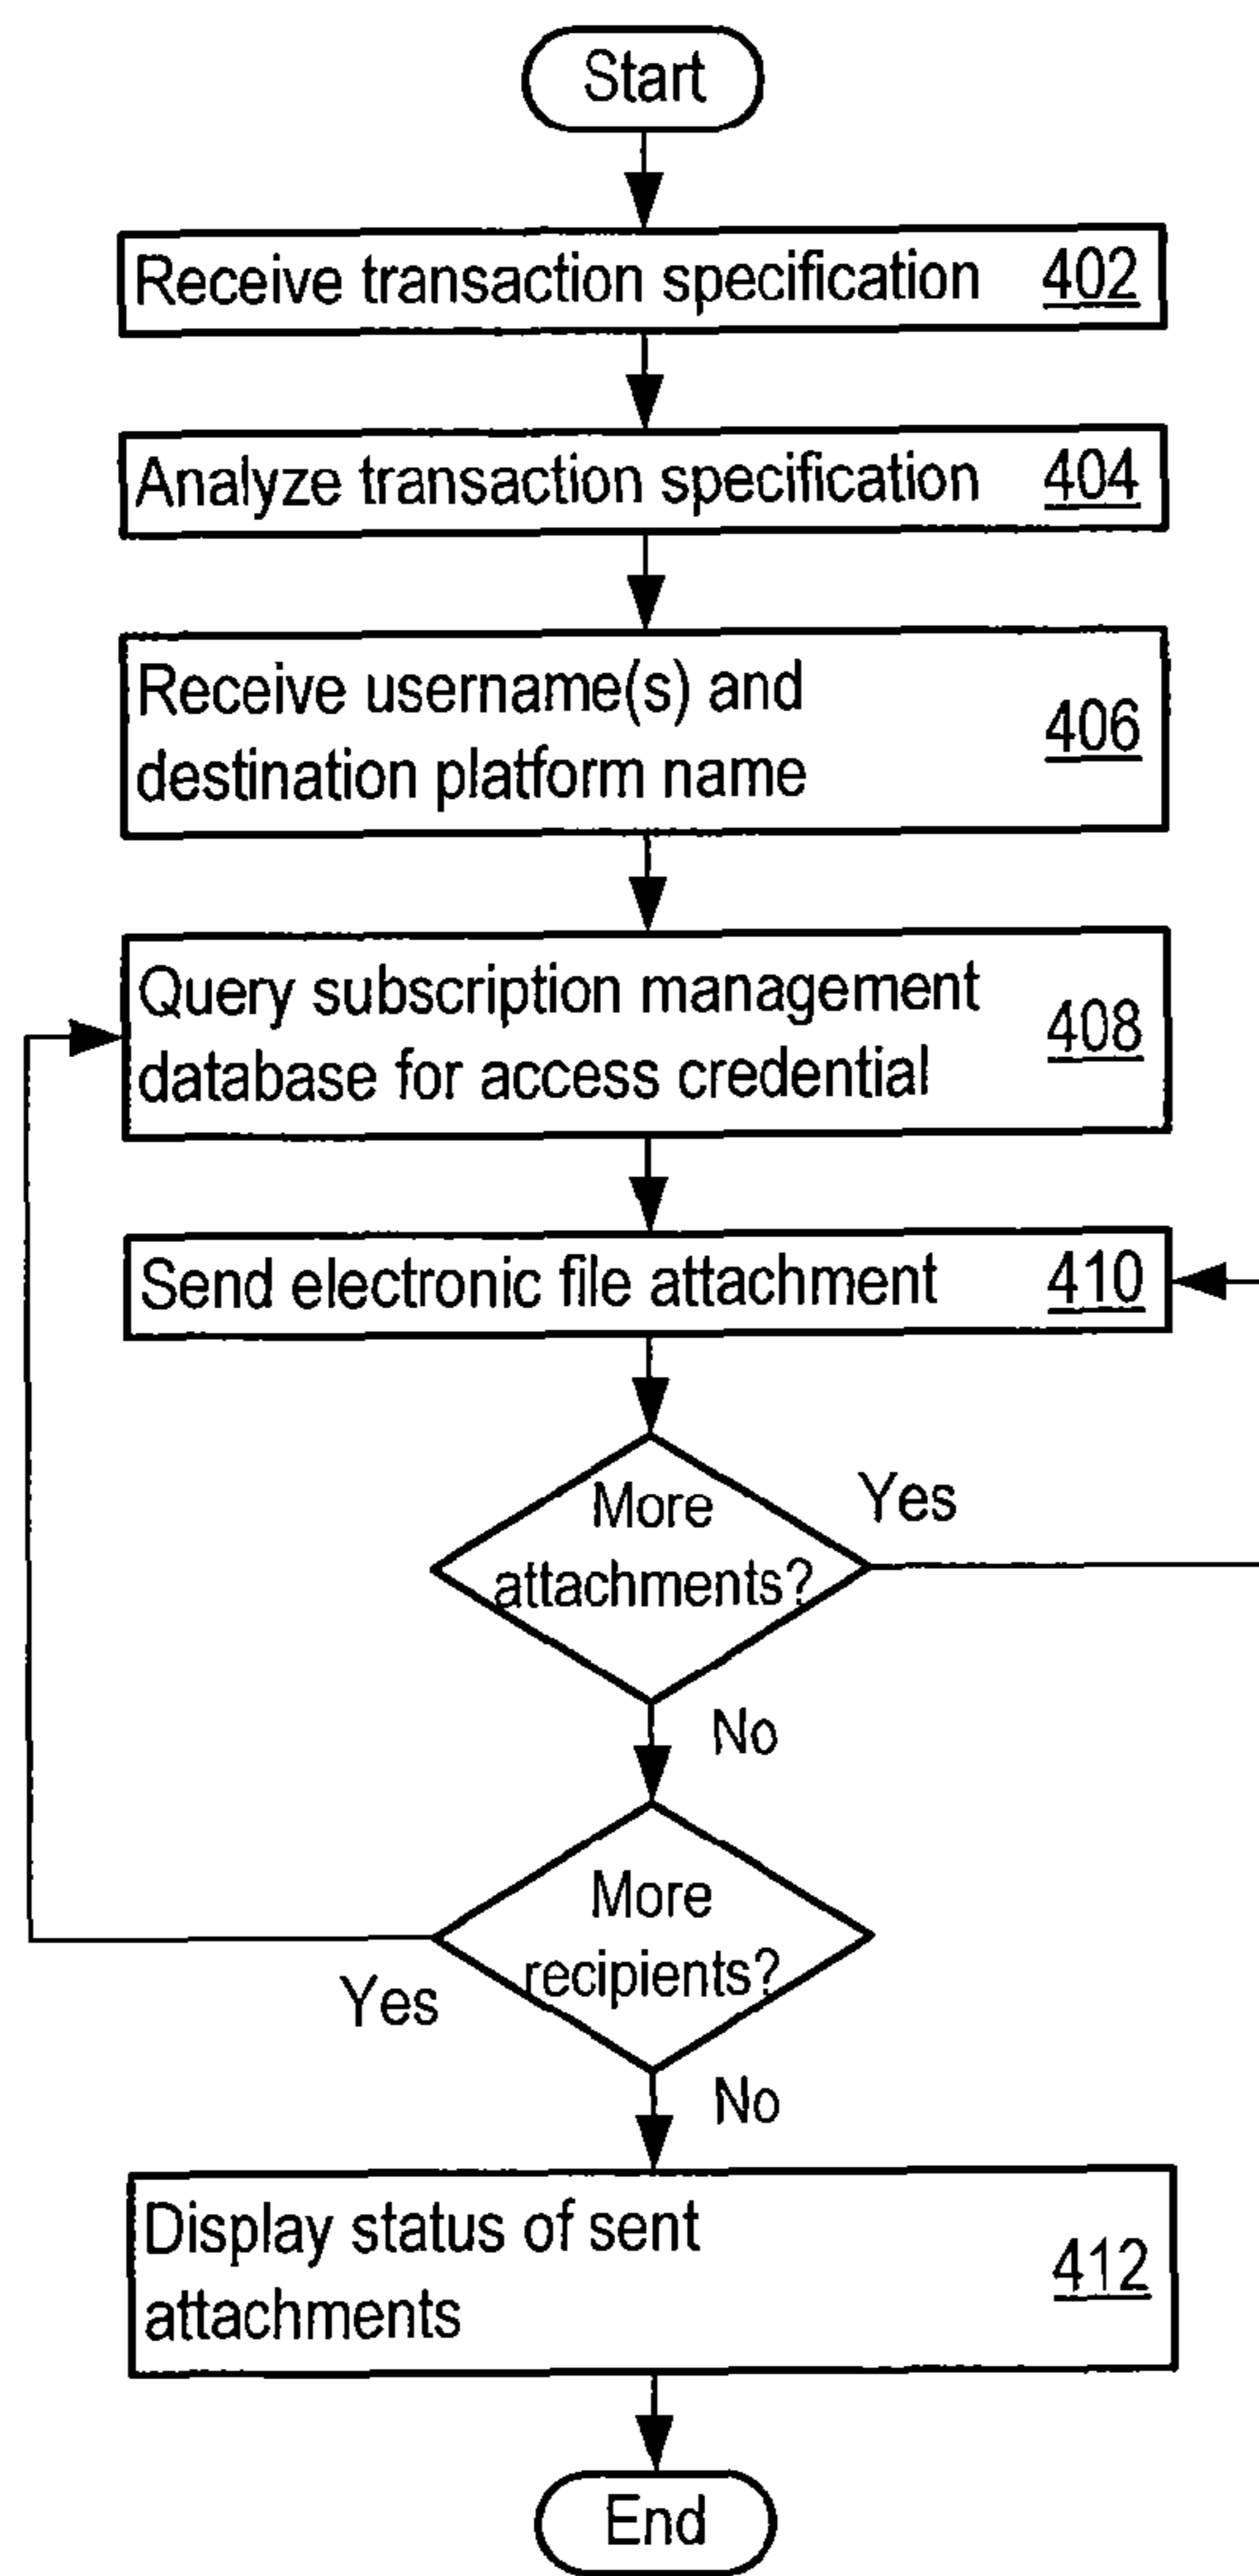 Start
Receive transaction specification 402
Analyze transaction specification 404
Receive username(s) and
destination platform name
406
Query subscription management
database for access credential
408
Send electronic file attachment 410
More
attachments?
Yes
No
More
recipients?
Yes
No
Display status of sent
attachments
412
End